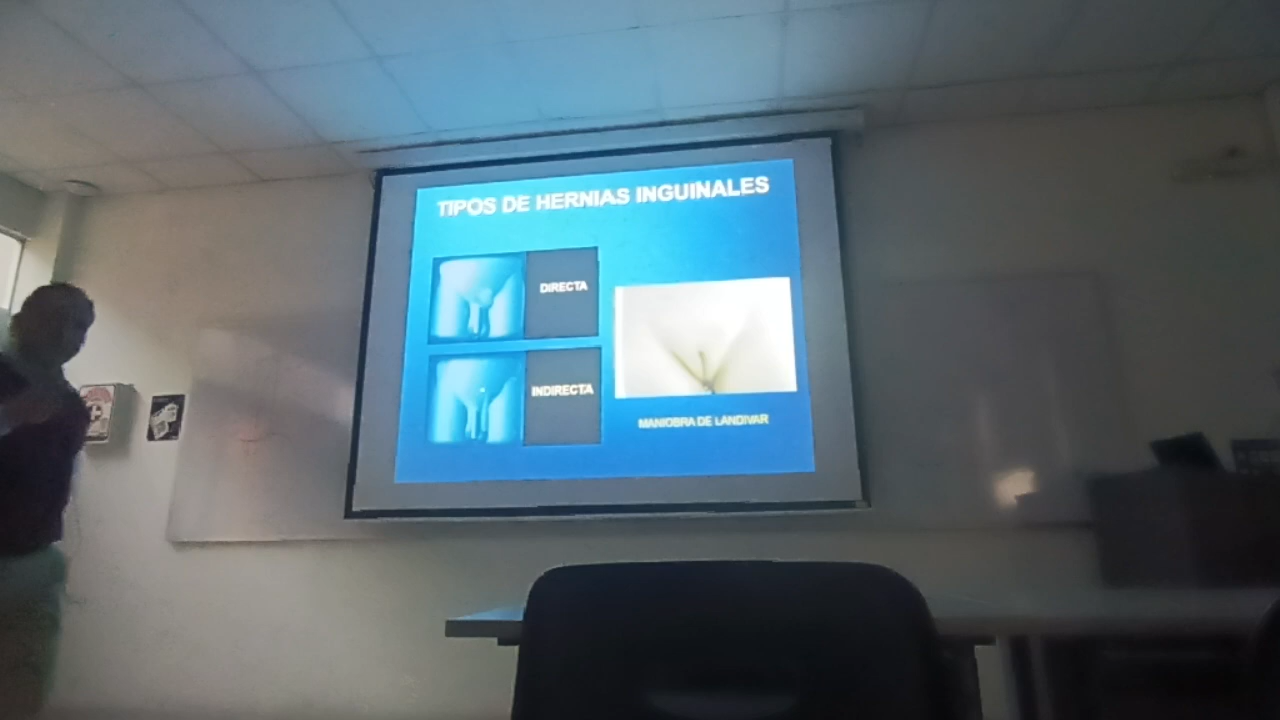 TIPOS DE HERNIAS INGUINALES
DIRECTA
INDIRECTA
MANIOBRA DE LANDIVAR